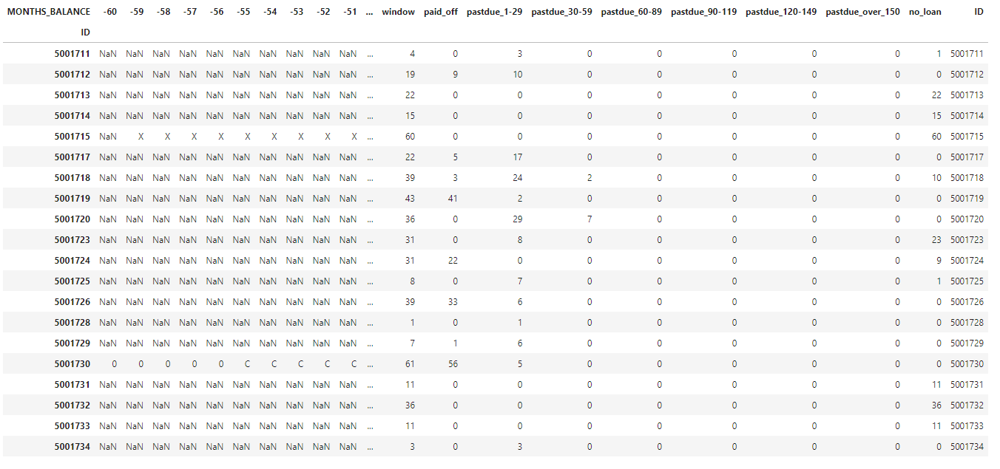 MONTHS_BALANCE -60 -59 -58 -57 -56 -55 -54 -53 -52 -51 ... window paid_off pastdue_1-29 pastdue_30-59 pastdue_60-89 pastdue_90-119 pastdue_120-149 pastdue_over_150 no_loan ID
ID
5001711 NaN NaN NaN NaN NaN NaN NaN NaN NaN NaN ... 4 0 3 0 0 0 0 0 1 5001711
5001712 NaN NaN NaN NaN NaN NaN NaN NaN NaN NaN ... 19 9 10 0 0 0 0 0 0 5001712
5001713 NaN NaN NaN NaN NaN NaN NaN NaN NaN NaN ... 22 0 0 0 0 0 0 0 22 5001713
5001714 NaN NaN NaN NaN NaN NaN NaN NaN NaN NaN ... 15 0 0 0 0 0 0 0 15 5001714
5001715 NaN X X X X X X X X X ... 60 0 0 0 0 0 0 0 60 5001715
5001717 NaN NaN NaN NaN NaN NaN NaN NaN NaN NaN ... 22 5 17 0 0 0 0 0 0 5001717
5001718 NaN NaN NaN NaN NaN NaN NaN NaN NaN NaN ... 39 3 24 2 0 0 0 0 10 5001718
5001719 NaN NaN NaN NaN NaN NaN NaN NaN NaN NaN ... 43 41 2 0 0 0 0 0 0 5001719
5001720 NaN NaN NaN NaN NaN NaN NaN NaN NaN NaN ... 36 0 29 7 0 0 0 0 0 5001720
5001723 NaN NaN NaN NaN NaN NaN NaN NaN NaN NaN ... 31 0 8 0 0 0 0 0 23 5001723
5001724 NaN NaN NaN NaN NaN NaN NaN NaN NaN NaN ... 31 22 0 0 0 0 0 0 9 5001724
5001725 NaN NaN NaN NaN NaN NaN NaN NaN NaN NaN ... 8 0 7 0 0 0 0 0 1 5001725
5001726 NaN NaN NaN NaN NaN NaN NaN NaN NaN NaN ... 39 33 6 0 0 0 0 0 0 5001726
5001728 NaN NaN NaN NaN NaN NaN NaN NaN NaN NaN ... 1 0 1 0 0 0 0 0 0 5001728
5001729 NaN NaN NaN NaN NaN NaN NaN NaN NaN NaN ... 7 1 6 0 0 0 0 0 0 5001729
5001730 0 0 0 0 0 C C C C C ... 61 56 5 0 0 0 0 0 0 5001730
5001731 NaN NaN NaN NaN NaN NaN NaN NaN NaN NaN ... 11 0 0 0 0 0 0 0 11 5001731
5001732 NaN NaN NaN NaN NaN NaN NaN NaN NaN NaN ... 36 0 0 0 0 0 0 0 36 5001732
5001733 NaN NaN NaN NaN NaN NaN NaN NaN NaN NaN ... 11 0 0 0 0 0 0 0 11 5001733
5001734 NaN NaN NaN NaN NaN NaN NaN NaN NaN NaN ... 3 0 3 0 0 0 0 0 0 5001734